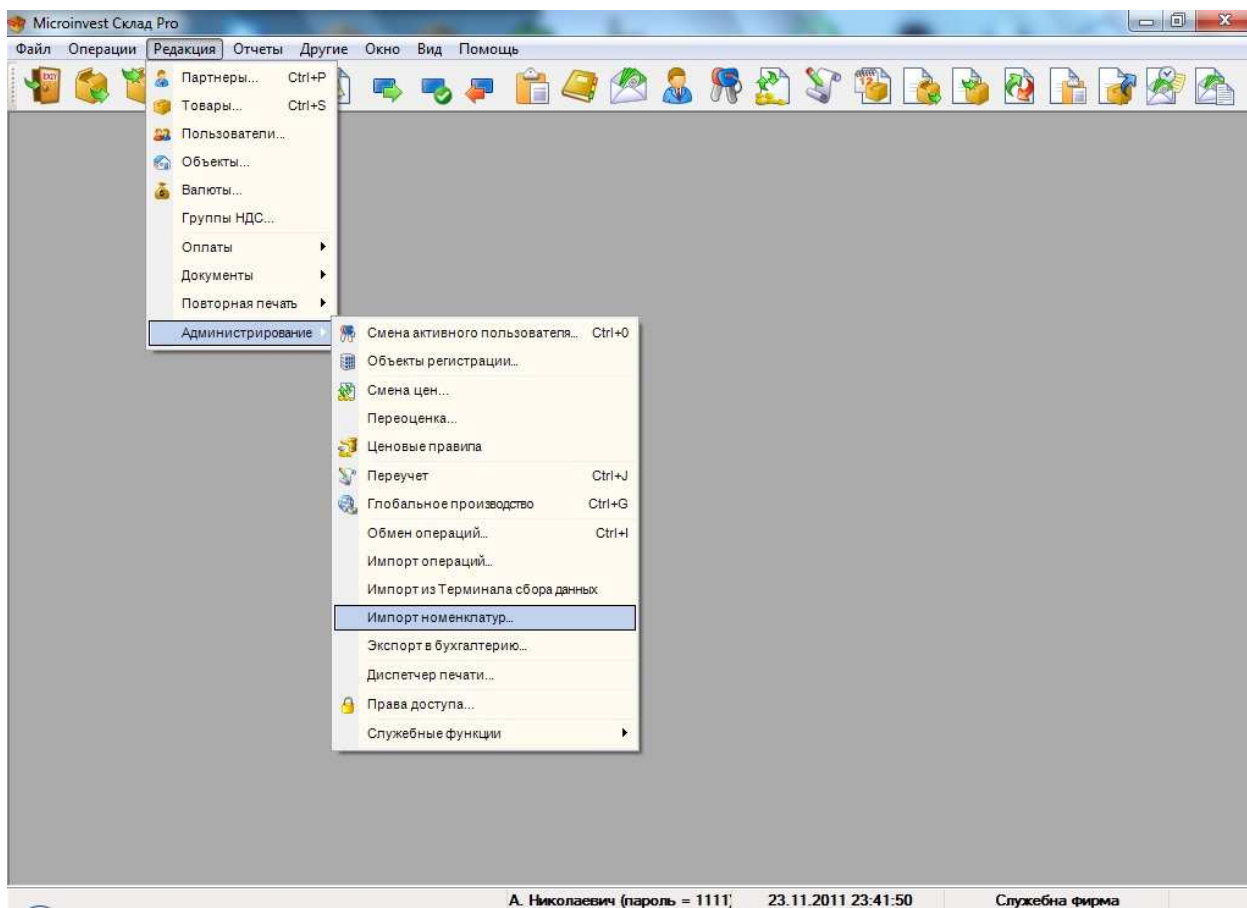 Microinvest Склад Pro
Файл Операции Редакция Отчеты Другие Окно Вид Помощь
Партнеры... Ctrl+P
Товары... Ctrl+S
Пользователи...
Объекты...
Валюты...
Группы НДС...
Оплаты
Документы
Повторная печать
Администрирование
Смена активного пользователя... Ctrl+0
Объекты регистрации...
Смена цен...
Переоценка...
Ценовые правила
Переучет Ctrl+J
Глобальное производство Ctrl+G
Обмен операций... Ctrl+I
Импорт операций...
Импорт из Терминала сбора данных
Импорт номенклатур...
Экспорт в бухгалтерию...
Диспетчер печати...
Права доступа...
Служебные функции
А. Николаевич (пароль = 1111) 23.11.2011 23:41:50 Служебна фирма